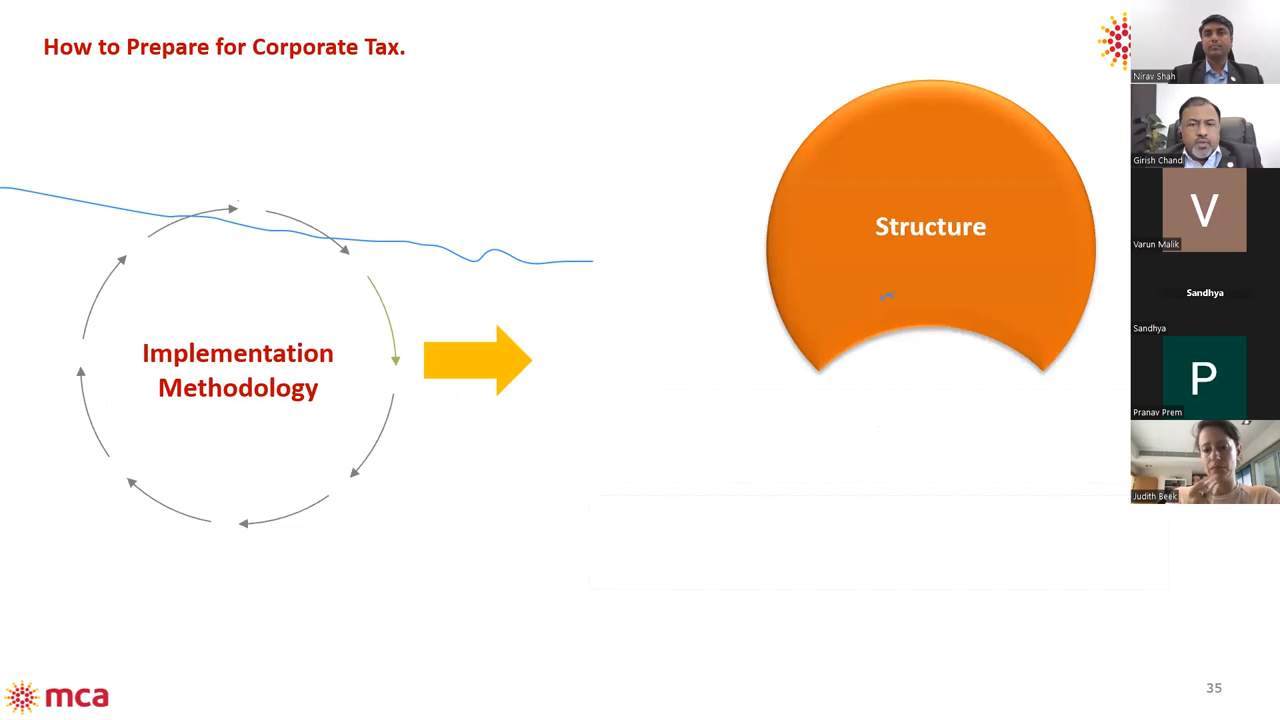 How to Prepare for Corporate Tax.
Nirav Shah
Girish Chand
V
Varun Malik
Sandhya
Sandhya
P
Pranav Prem
Judith Beek
Structure
Implementation
Methodology
mca
35